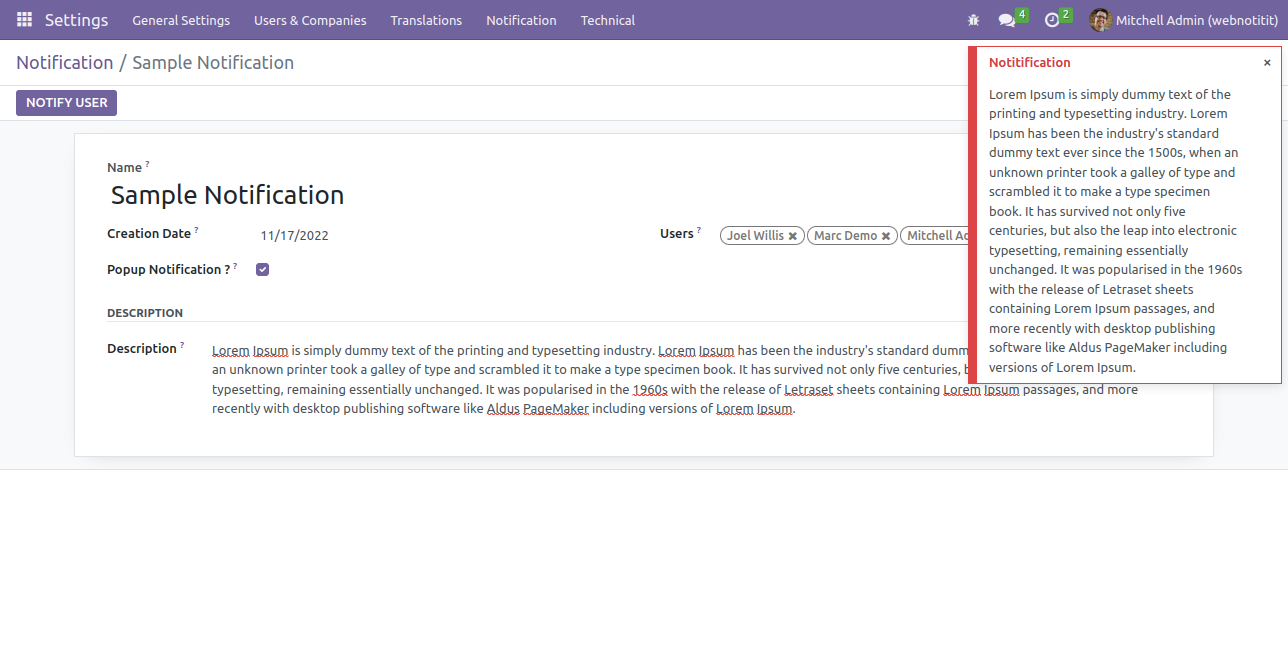 Settings General Settings Users & Companies Translations Notification Technical 4 2 Mitchell Admin (webnotitit)
Notification / Sample Notification
NOTIFY USER
Name ?
Sample Notification
Creation Date ? 11/17/2022
Users ? Joel Willis ✖ Marc Demo ✖ Mitchell Ad
Popup Notification ? ?
DESCRIPTION
Description ? Lorem Ipsum is simply dummy text of the printing and typesetting industry. Lorem Ipsum has been the industry's standard dumm
an unknown printer took a galley of type and scrambled it to make a type specimen book. It has survived not only five centuries, b
typesetting, remaining essentially unchanged. It was popularised in the 1960s with the release of Letraset sheets containing Lorem Ipsum passages, and more
recently with desktop publishing software like Aldus PageMaker including versions of Lorem Ipsum.
Notitification ×
Lorem Ipsum is simply dummy text of the
printing and typesetting industry. Lorem
Ipsum has been the industry's standard
dummy text ever since the 1500s, when an
unknown printer took a galley of type and
scrambled it to make a type specimen
book. It has survived not only five
centuries, but also the leap into electronic
typesetting, remaining essentially
unchanged. It was popularised in the 1960s
with the release of Letraset sheets
containing Lorem Ipsum passages, and
more recently with desktop publishing
software like Aldus PageMaker including
versions of Lorem Ipsum.